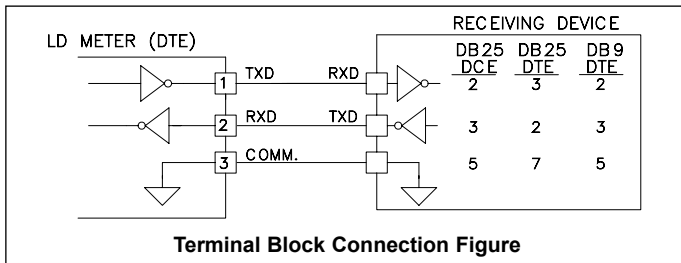 RECEIVING DEVICE
LD METER (DTE)
DB25 DB25 DB9
DCE DTE DTE
1 TXD RXD 2 3 2
2 RXD TXD 3 2 3
3 COMM. 5 7 5
Terminal Block Connection Figure